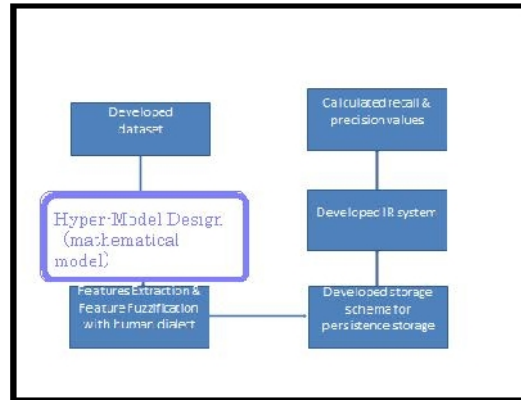 Developed
dataset
Hyper-Model Design
(mathematical
model)
Features Extraction &
Feature Fuzzification
with human dialect
Developed storage
schema for
persistence storage
Developed IR system
Calculated recall &
precision values